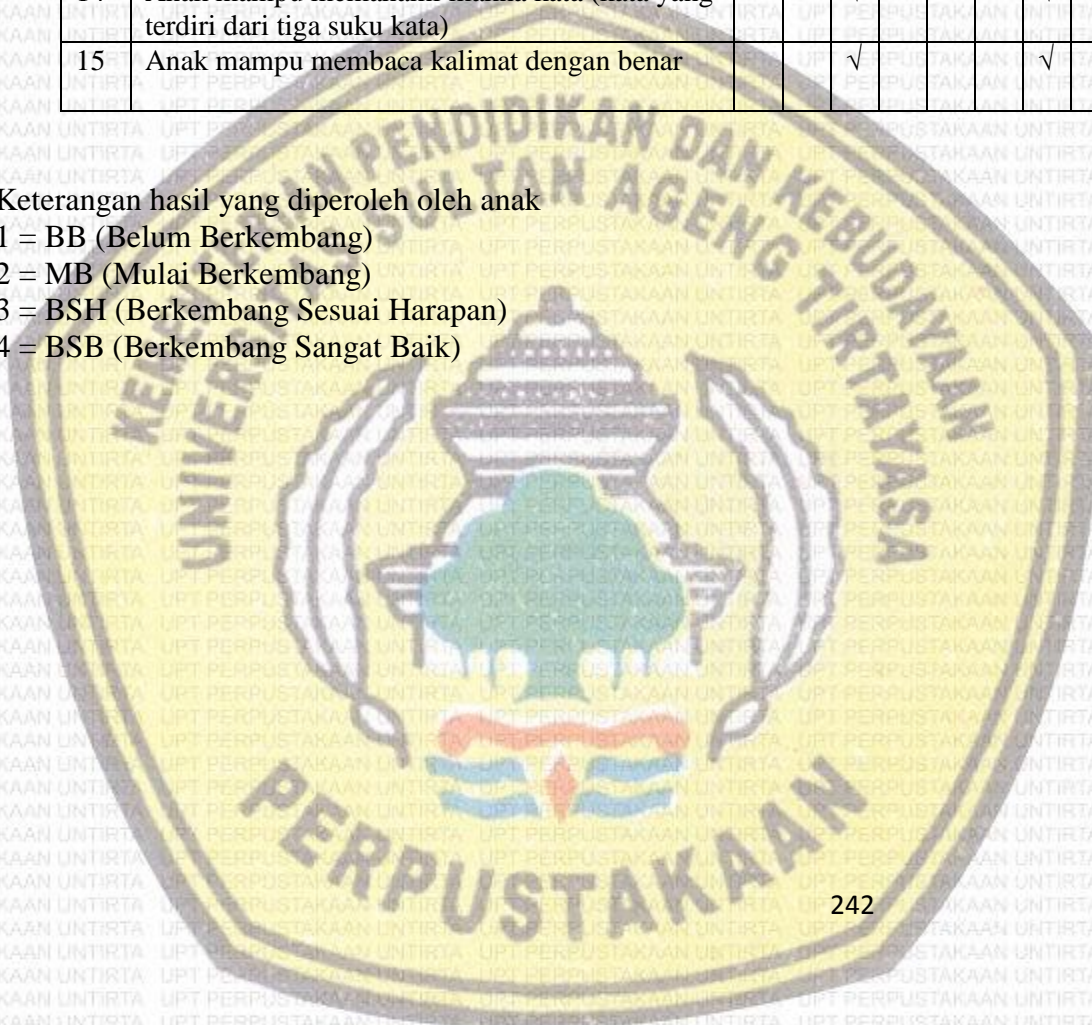 terdiri dari tiga suku kata)
15 Anak mampu membaca kalimat dengan benar √ √
KEMENTERIAN PENDIDIKAN DAN KEBUDAYAAN
UNIVERSITAS SULTAN AGENG TIRTAYASA
Keterangan hasil yang diperoleh oleh anak
1 = BB (Belum Berkembang)
2 = MB (Mulai Berkembang)
3 = BSH (Berkembang Sesuai Harapan)
4 = BSB (Berkembang Sangat Baik)
PERPUSTAKAAN
242